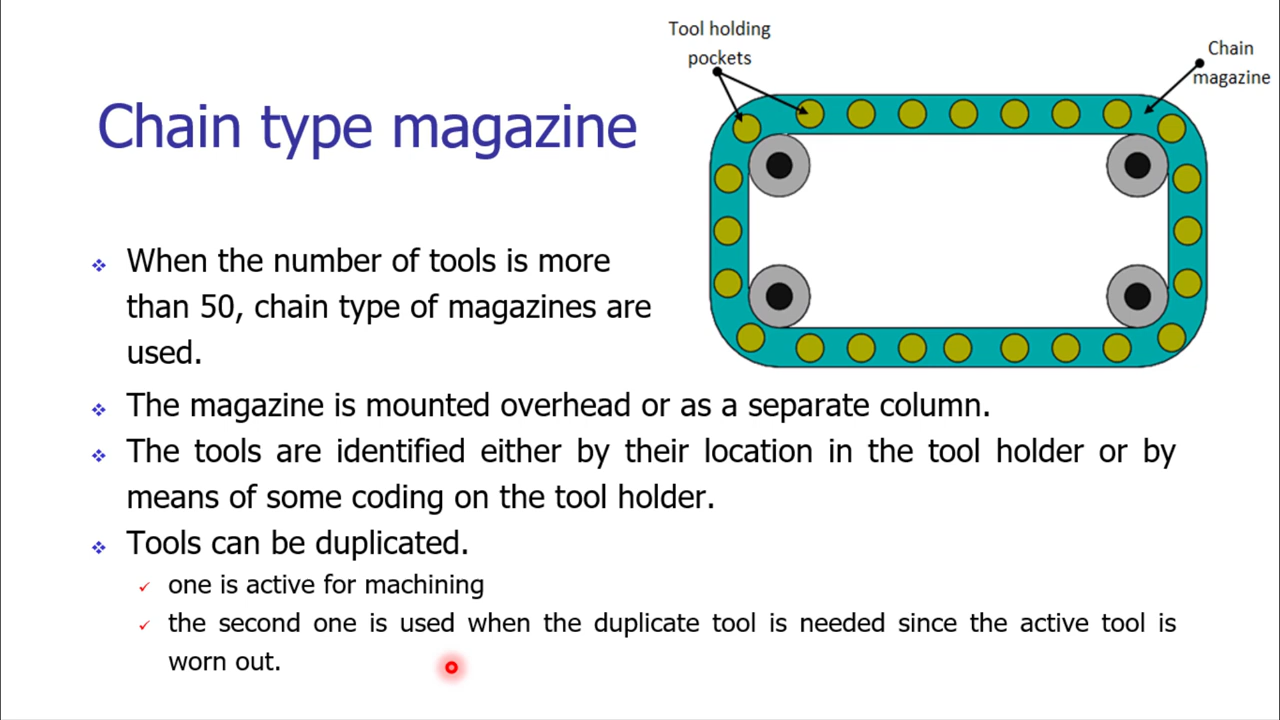 Tool holding
pockets
Chain
magazine
Chain type magazine
When the number of tools is more
than 50, chain type of magazines are
used.
The magazine is mounted overhead or as a separate column.
The tools are identified either by their location in the tool holder or by
means of some coding on the tool holder.
Tools can be duplicated.
one is active for machining
the second one is used when the duplicate tool is needed since the active tool is
worn out.